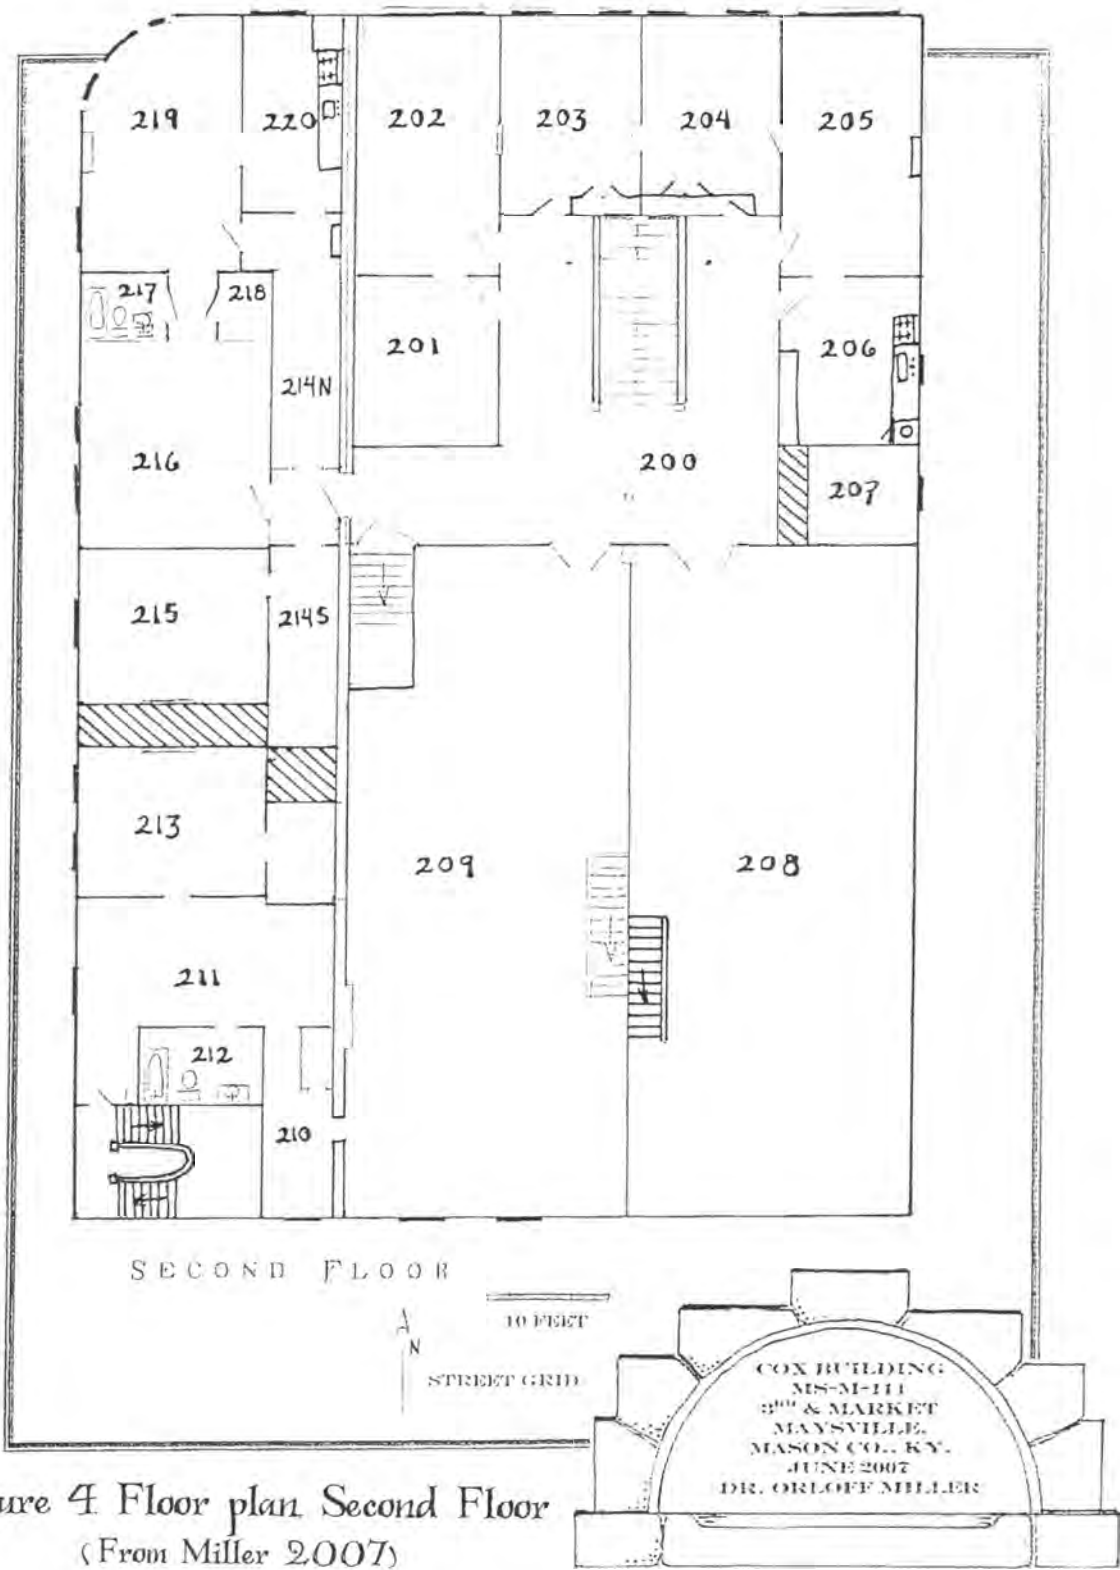 219
220
202
203
204
205
217
218
201
206
214N
216
200
207
215
214S
213
209
208
211
212
210
SECOND FLOOR
10 FEET
N
STREET GRID
COX BUILDING
MS-M-111
3RD & MARKET
MAYSVILLE,
MASON CO., KY.
JUNE 2007
DR. ORLOFF MILLER
ure 4 Floor plan Second Floor
(From Miller 2007)